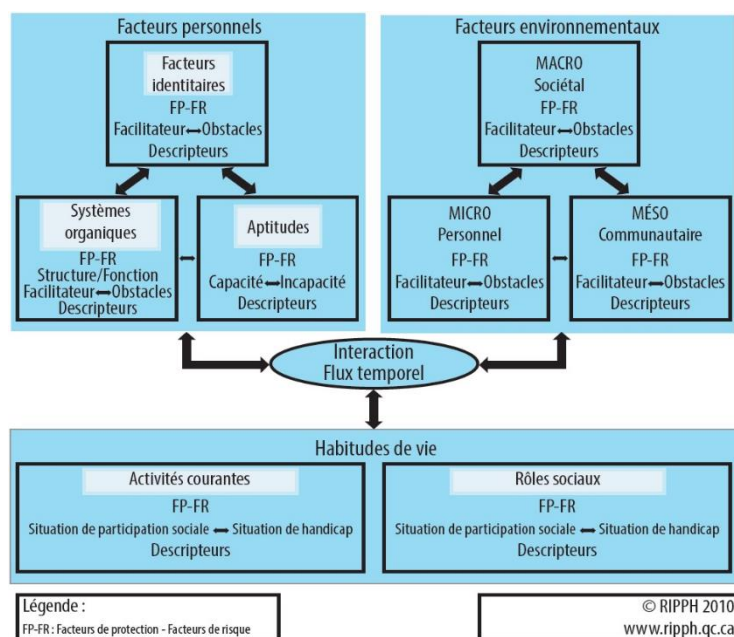 Facteurs personnels
Facteurs
identitaires
FP-FR
Facilitateur↔Obstacles
Descripteurs
Systèmes
organiques
FP-FR
Structure/Fonction
Facilitateur↔Obstacles
Descripteurs
Aptitudes
FP-FR
Capacité↔Incapacité
Descripteurs
Facteurs environnementaux
MACRO
Sociétal
FP-FR
Facilitateur↔Obstacles
Descripteurs
MICRO
Personnel
FP-FR
Facilitateur↔Obstacles
Descripteurs
MÉSO
Communautaire
FP-FR
Facilitateur↔Obstacles
Descripteurs
Interaction
Flux temporel
Habitudes de vie
Activités courantes
FP-FR
Situation de participation sociale ↔ Situation de handicap
Descripteurs
Rôles sociaux
FP-FR
Situation de participation sociale ↔ Situation de handicap
Descripteurs
Légende :
FP-FR : Facteurs de protection - Facteurs de risque
© RIPPH 2010
www.ripph.qc.ca